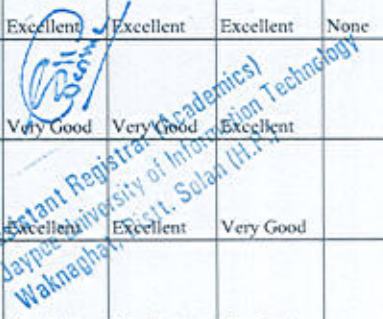 Excellent Excellent Excellent None
Very Good Very Good Excellent
Assistant Registrar (Academics)
Jaypee University of Information Technology
Waknaghat, Distt. Solan (H.P.)
Excellent Excellent Very Good